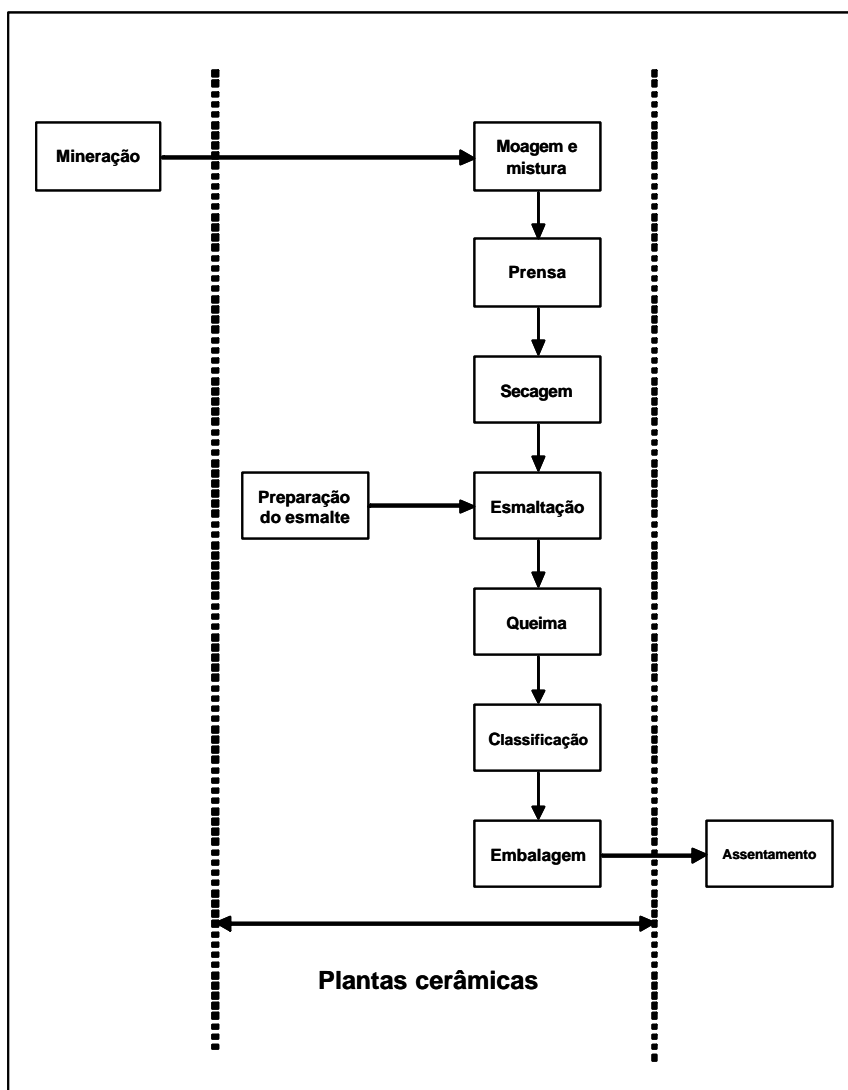 Mineração
Moagem e
mistura
Prensa
Secagem
Preparação
do esmalte
Esmaltação
Queima
Classificação
Embalagem
Assentamento
Plantas cerâmicas